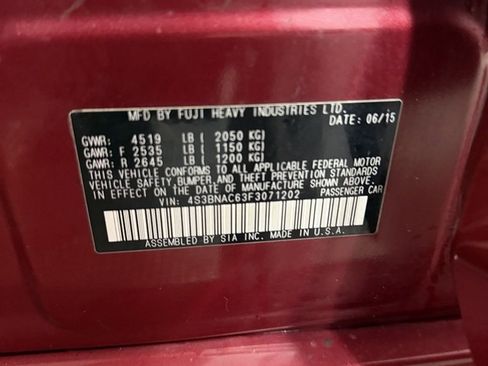 MFD BY FUJI HEAVY INDUSTRIES LTD.
DATE: 06/15
GVWR: 4519 LB ( 2050 KG)
GAWR: F 2535 LB ( 1150 KG)
GAWR: R 2645 LB ( 1200 KG)
THIS VEHICLE CONFORMS TO ALL APPLICABLE FEDERAL MOTOR
VEHICLE SAFETY, BUMPER, AND THEFT PREVENTION STANDARDS
IN EFFECT ON THE DATE OF MANUFACTURE SHOWN ABOVE.
VIN: 4S3BNAC63F3071202 PASSENGER CAR
ASSEMBLED BY SIA INC. MADE IN U.S.A.